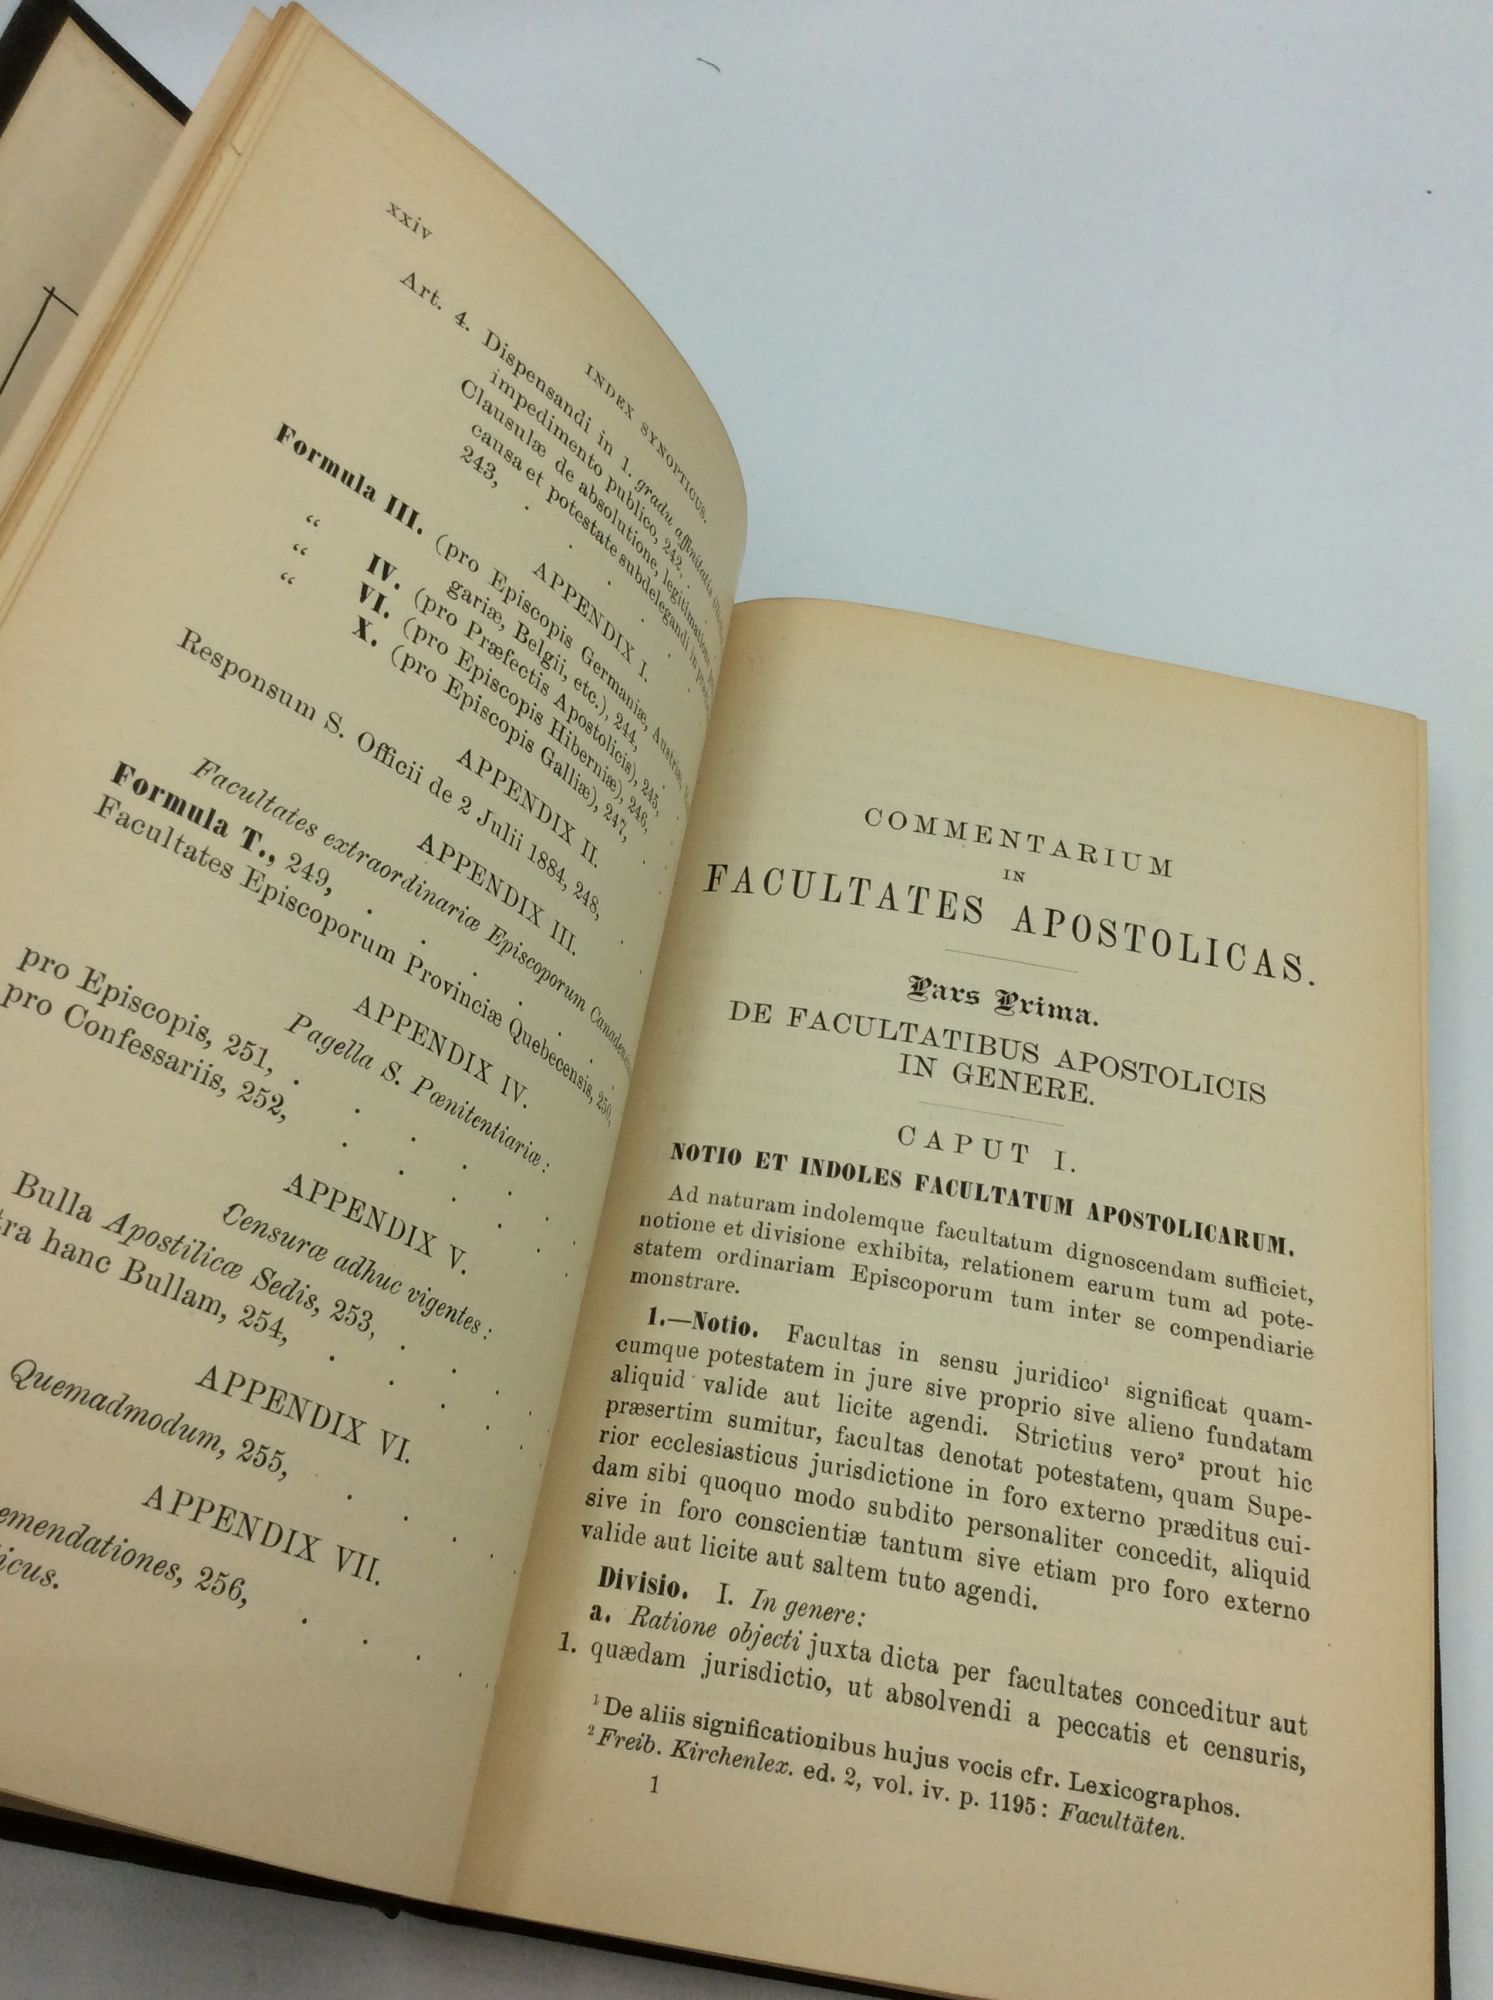 xxiv
INDEX SYNOPTICUS.
Art. 4. Dispensandi in 1. gradu affinitatis
impedimento publico, 242,
Clausulæ de absolutione, legitimatione
causa et potestate subdelegandi in
243,
APPENDIX I.
Formula III. (pro Episcopis Germaniæ, Austriæ,
gariæ, Belgii, etc.), 244,
“ IV. (pro Præfectis Apostolicis), 245,
“ VI. (pro Episcopis Hiberniæ), 246,
“ X. (pro Episcopis Galliæ), 247,
APPENDIX II.
Responsum S. Officii de 2 Julii 1884, 248,
APPENDIX III.
Facultates extraordinariæ Episcoporum
Formula T., 249,
Facultates Episcoporum Provinciæ Quebecensis, 250,
APPENDIX IV.
Pagella S. Pœnitentiariæ:
pro Episcopis, 251,
pro Confessariis, 252,
APPENDIX V.
Censuræ adhuc vigentes:
Bulla Apostilicæ Sedis, 253,
tra hanc Bullam, 254,
APPENDIX VI.
Quemadmodum, 255,
APPENDIX VII.
emendationes, 256,
icus.
COMMENTARIUM
IN
FACULTATES APOSTOLICAS.
Pars Prima.
DE FACULTATIBUS APOSTOLICIS
IN GENERE.
CAPUT I.
NOTIO ET INDOLES FACULTATUM APOSTOLICARUM.
Ad naturam indolemque facultatum dignoscendam sufficiet,
notione et divisione exhibita, relationem earum tum ad pote-
statem ordinariam Episcoporum tum inter se compendiarie
monstrare.
1.—Notio. Facultas in sensu juridico¹ significat quam-
cumque potestatem in jure sive proprio sive alieno fundatam
aliquid valide aut licite agendi. Strictius vero² prout hic
præsertim sumitur, facultas denotat potestatem, quam Supe-
rior ecclesiasticus jurisdictione in foro externo præditus cui-
dam sibi quoquo modo subdito personaliter concedit, aliquid
sive in foro conscientiæ tantum sive etiam pro foro externo
valide aut licite aut saltem tuto agendi.
Divisio. I. In genere:
a. Ratione objecti juxta dicta per facultates conceditur aut
1. quædam jurisdictio, ut absolvendi a peccatis et censuris,
¹ De aliis significationibus hujus vocis cfr. Lexicographos.
² Freib. Kirchenlex. ed. 2, vol. iv. p. 1195: Facultäten.
1